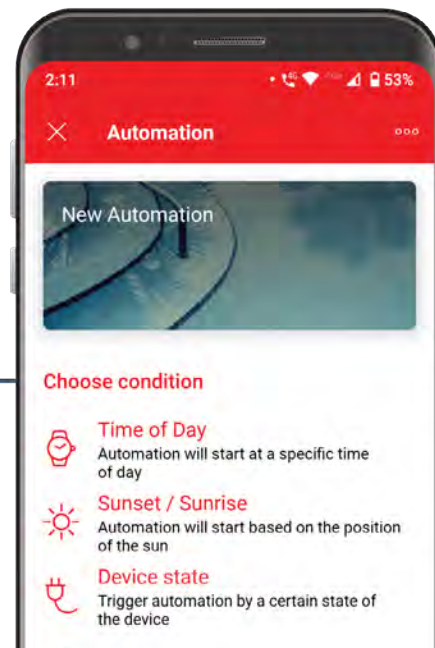 2:11
4G
53%
Automation
New Automation
Choose condition
Time of Day
Automation will start at a specific time
of day
Sunset / Sunrise
Automation will start based on the position
of the sun
Device state
Trigger automation by a certain state of
the device